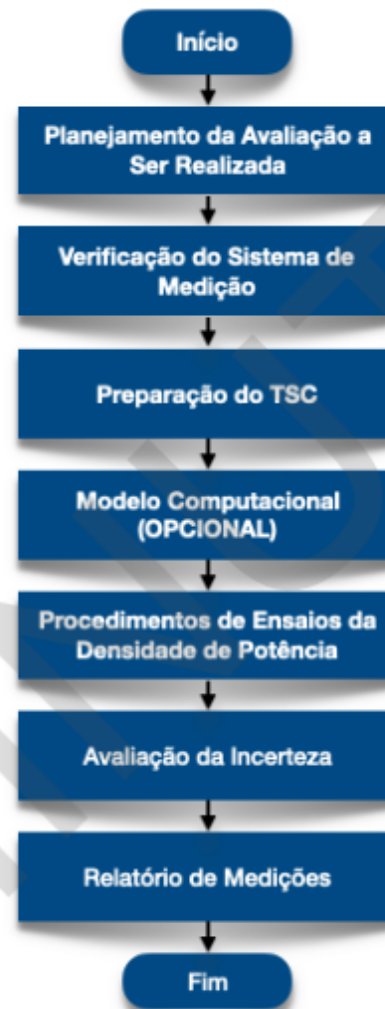 Início
Planejamento da Avaliação a
Ser Realizada
Verificação do Sistema de
Medição
Preparação do TSC
Modelo Computacional
(OPCIONAL)
Procedimentos de Ensaios da
Densidade de Potência
Avaliação da Incerteza
Relatório de Medições
Fim